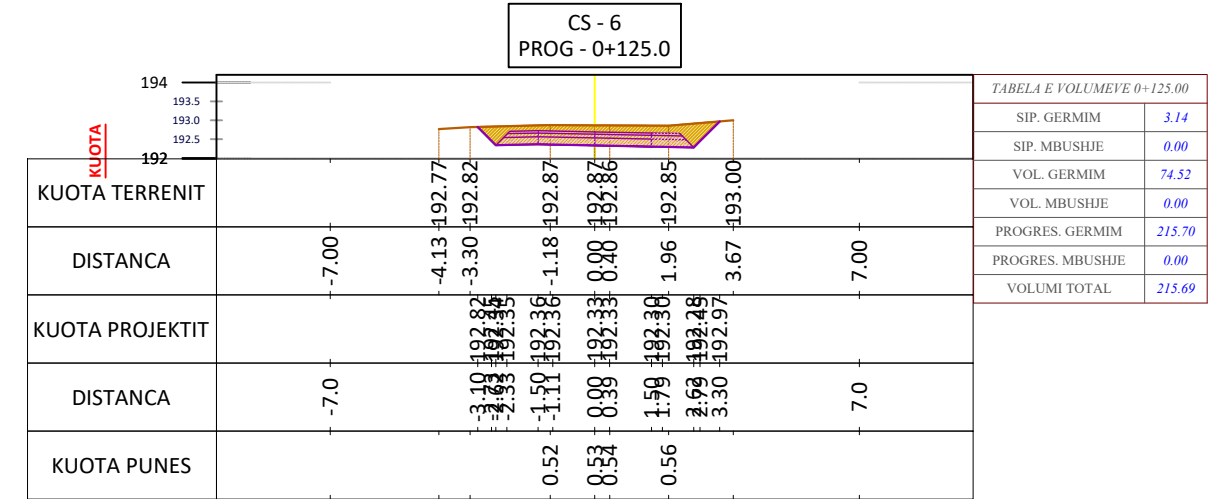 CS - 6
PROG - 0+125.0
194
193.5
193.0
192.5
192
KUOTA
KUOTA TERRENIT
192.77 192.82 192.87 192.87 192.86 192.85 193.00
DISTANCA
-7.00 -4.13 -3.30 -1.18 0.00 0.40 1.96 3.67 7.00
KUOTA PROJEKTIT
192.82 192.35 192.36 192.36 192.33 192.33 192.30 192.30 192.28 192.97
DISTANCA
-7.0 -3.10 -2.33 -1.50 -1.11 0.00 0.39 1.50 1.79 2.62 2.79 3.30 7.0
KUOTA PUNES
0.52 0.53 0.54 0.56
TABELA E VOLUMEVE 0+125.00
SIP. GERMIM 3.14
SIP. MBUSHJE 0.00
VOL. GERMIM 74.52
VOL. MBUSHJE 0.00
PROGRES. GERMIM 215.70
PROGRES. MBUSHJE 0.00
VOLUMI TOTAL 215.69